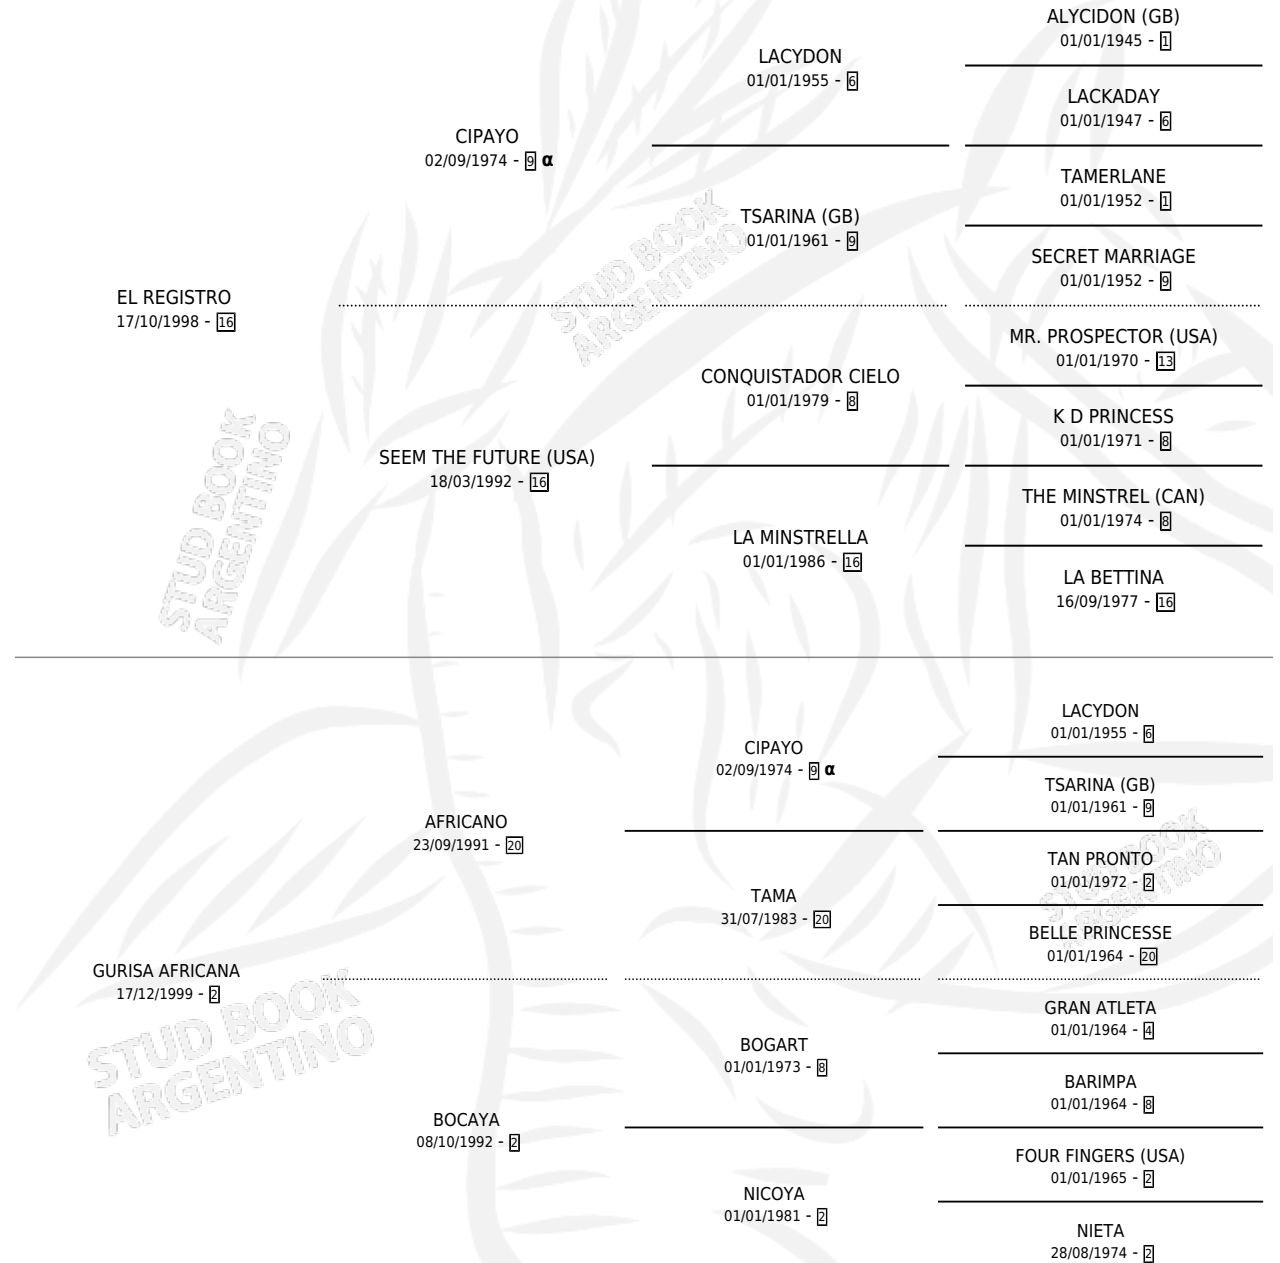 ALYCIDON (GB)
01/01/1945 - 1
LACYDON
01/01/1955 - 6
LACKADAY
01/01/1947 - 6
CIPAYO
02/09/1974 - 9 α
TAMERLANE
01/01/1952 - 1
TSARINA (GB)
01/01/1961 - 9
SECRET MARRIAGE
01/01/1952 - 9
EL REGISTRO
17/10/1998 - 16
MR. PROSPECTOR (USA)
01/01/1970 - 13
CONQUISTADOR CIELO
01/01/1979 - 8
K D PRINCESS
01/01/1971 - 8
SEEM THE FUTURE (USA)
18/03/1992 - 16
THE MINSTREL (CAN)
01/01/1974 - 8
LA MINSTRELLA
01/01/1986 - 16
LA BETTINA
16/09/1977 - 16
STUD BOOK
ARGENTINO
STUD BOOK
ARGENTINO
LACYDON
01/01/1955 - 6
CIPAYO
02/09/1974 - 9 α
TSARINA (GB)
01/01/1961 - 9
AFRICANO
23/09/1991 - 20
TAN PRONTO
01/01/1972 - 2
TAMA
31/07/1983 - 20
BELLE PRINCESSE
01/01/1964 - 20
GURISA AFRICANA
17/12/1999 - 2
GRAN ATLETA
01/01/1964 - 4
BOGART
01/01/1973 - 8
BARIMPA
01/01/1964 - 8
BOCAYA
08/10/1992 - 2
FOUR FINGERS (USA)
01/01/1965 - 2
NICOYA
01/01/1981 - 2
NIETA
28/08/1974 - 2
STUD BOOK
ARGENTINO
STUD BOOK
ARGENTINO